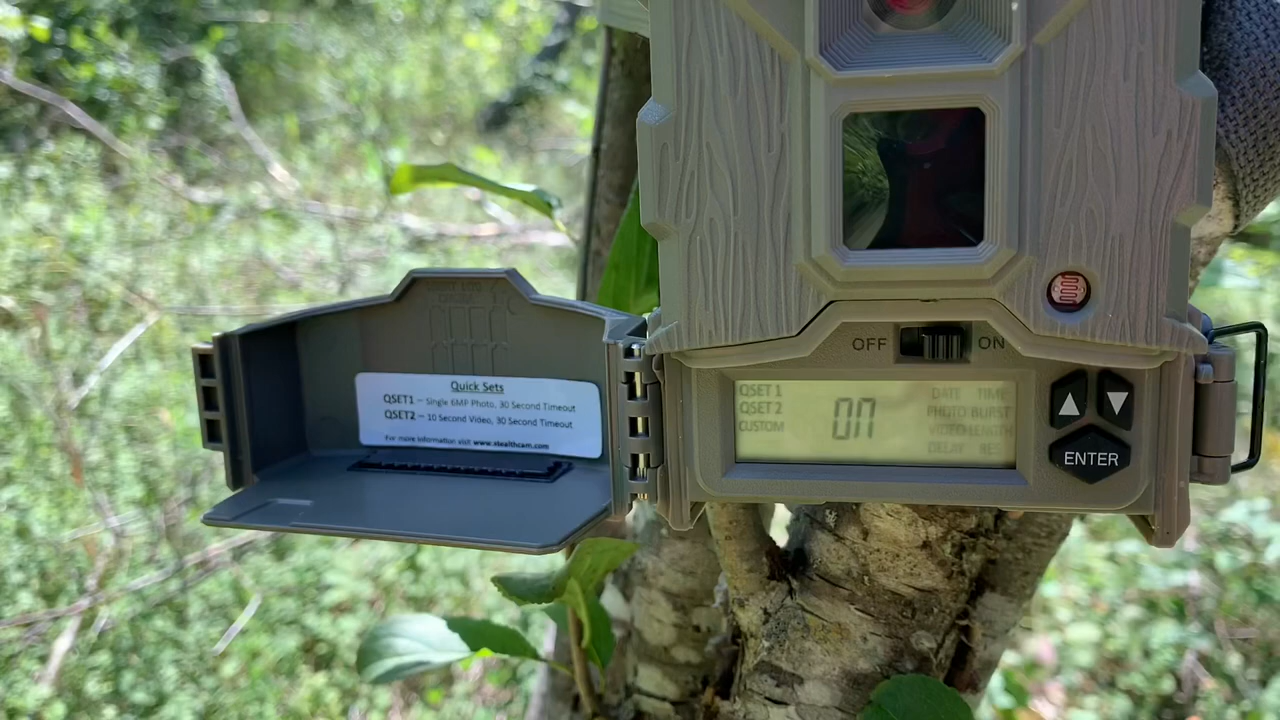 OFF ON
QSET 1 DATE TIME
QSET 2 PHOTO BURST
CUSTOM VIDEO LENGTH
DELAY
ON
ENTER
Quick Sets
QSET1 – Single 6MP Photo, 30 Second Timeout
QSET2 – 10 Second Video, 30 Second Timeout
For more information visit www.stealthcam.com